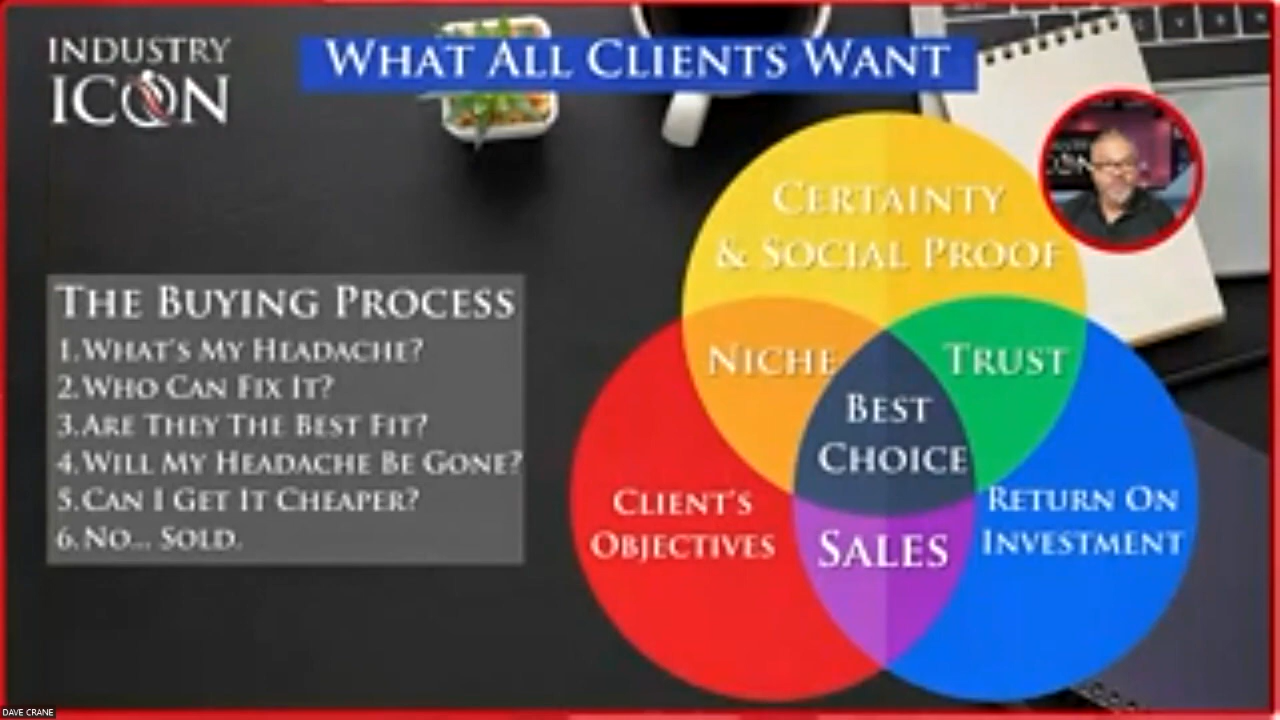 INDUSTRY
ICON
WHAT ALL CLIENTS WANT
THE BUYING PROCESS
1.WHAT'S MY HEADACHE?
2.WHO CAN FIX IT?
3.ARE THEY THE BEST FIT?
4.WILL MY HEADACHE BE GONE?
5.CAN I GET IT CHEAPER?
6.NO... SOLD.
CERTAINTY
& SOCIAL PROOF
NICHE
TRUST
BEST
CHOICE
CLIENT'S
OBJECTIVES
SALES
RETURN ON
INVESTMENT
DAVE CRANE